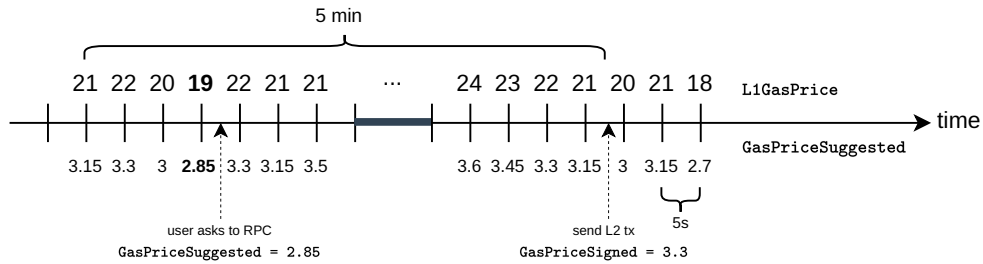 5 min
21 22 20 19 22 21 21 ... 24 23 22 21 20 21 18
L1GasPrice
time
GasPriceSuggested
3.15 3.3 3 2.85 3.3 3.15 3.5 3.6 3.45 3.3 3.15 3 3.15 2.7
5s
user asks to RPC
GasPriceSuggested = 2.85
send L2 tx
GasPriceSigned = 3.3